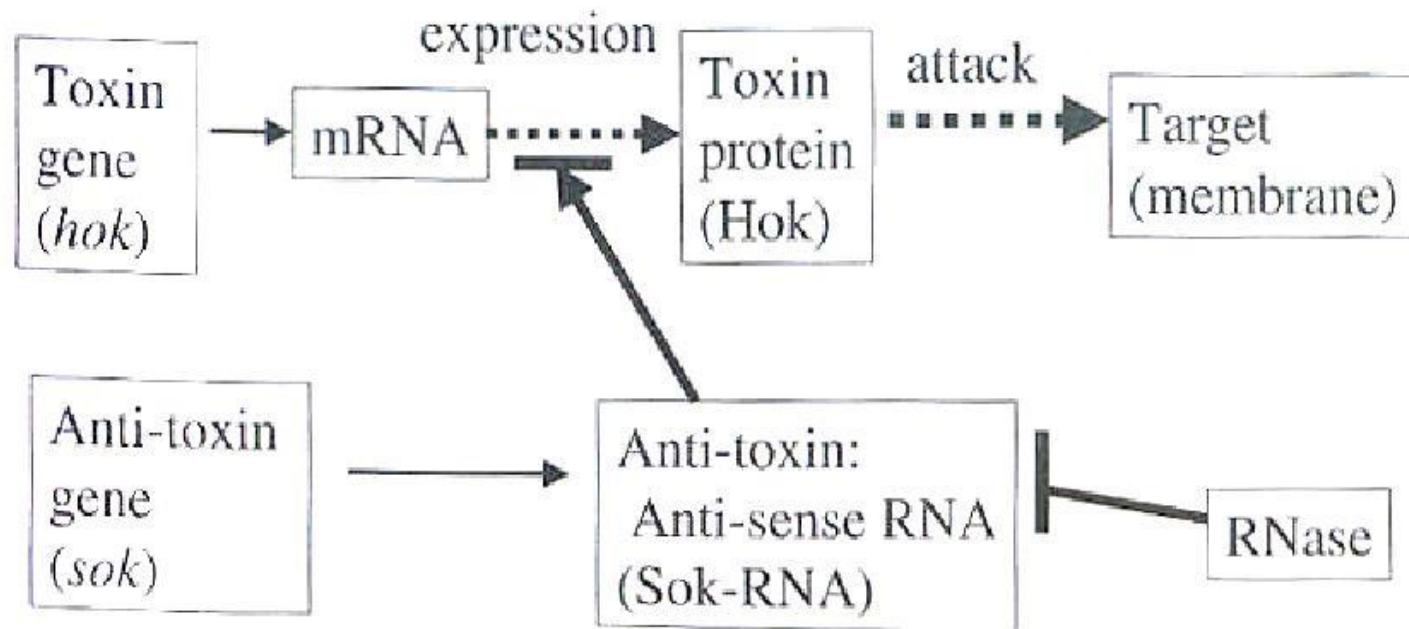 expression
attack
Toxin
gene
(hok)
mRNA
Toxin
protein
(Hok)
Target
(membrane)
Anti-toxin
gene
(sok)
Anti-toxin:
Anti-sense RNA
(Sok-RNA)
RNase